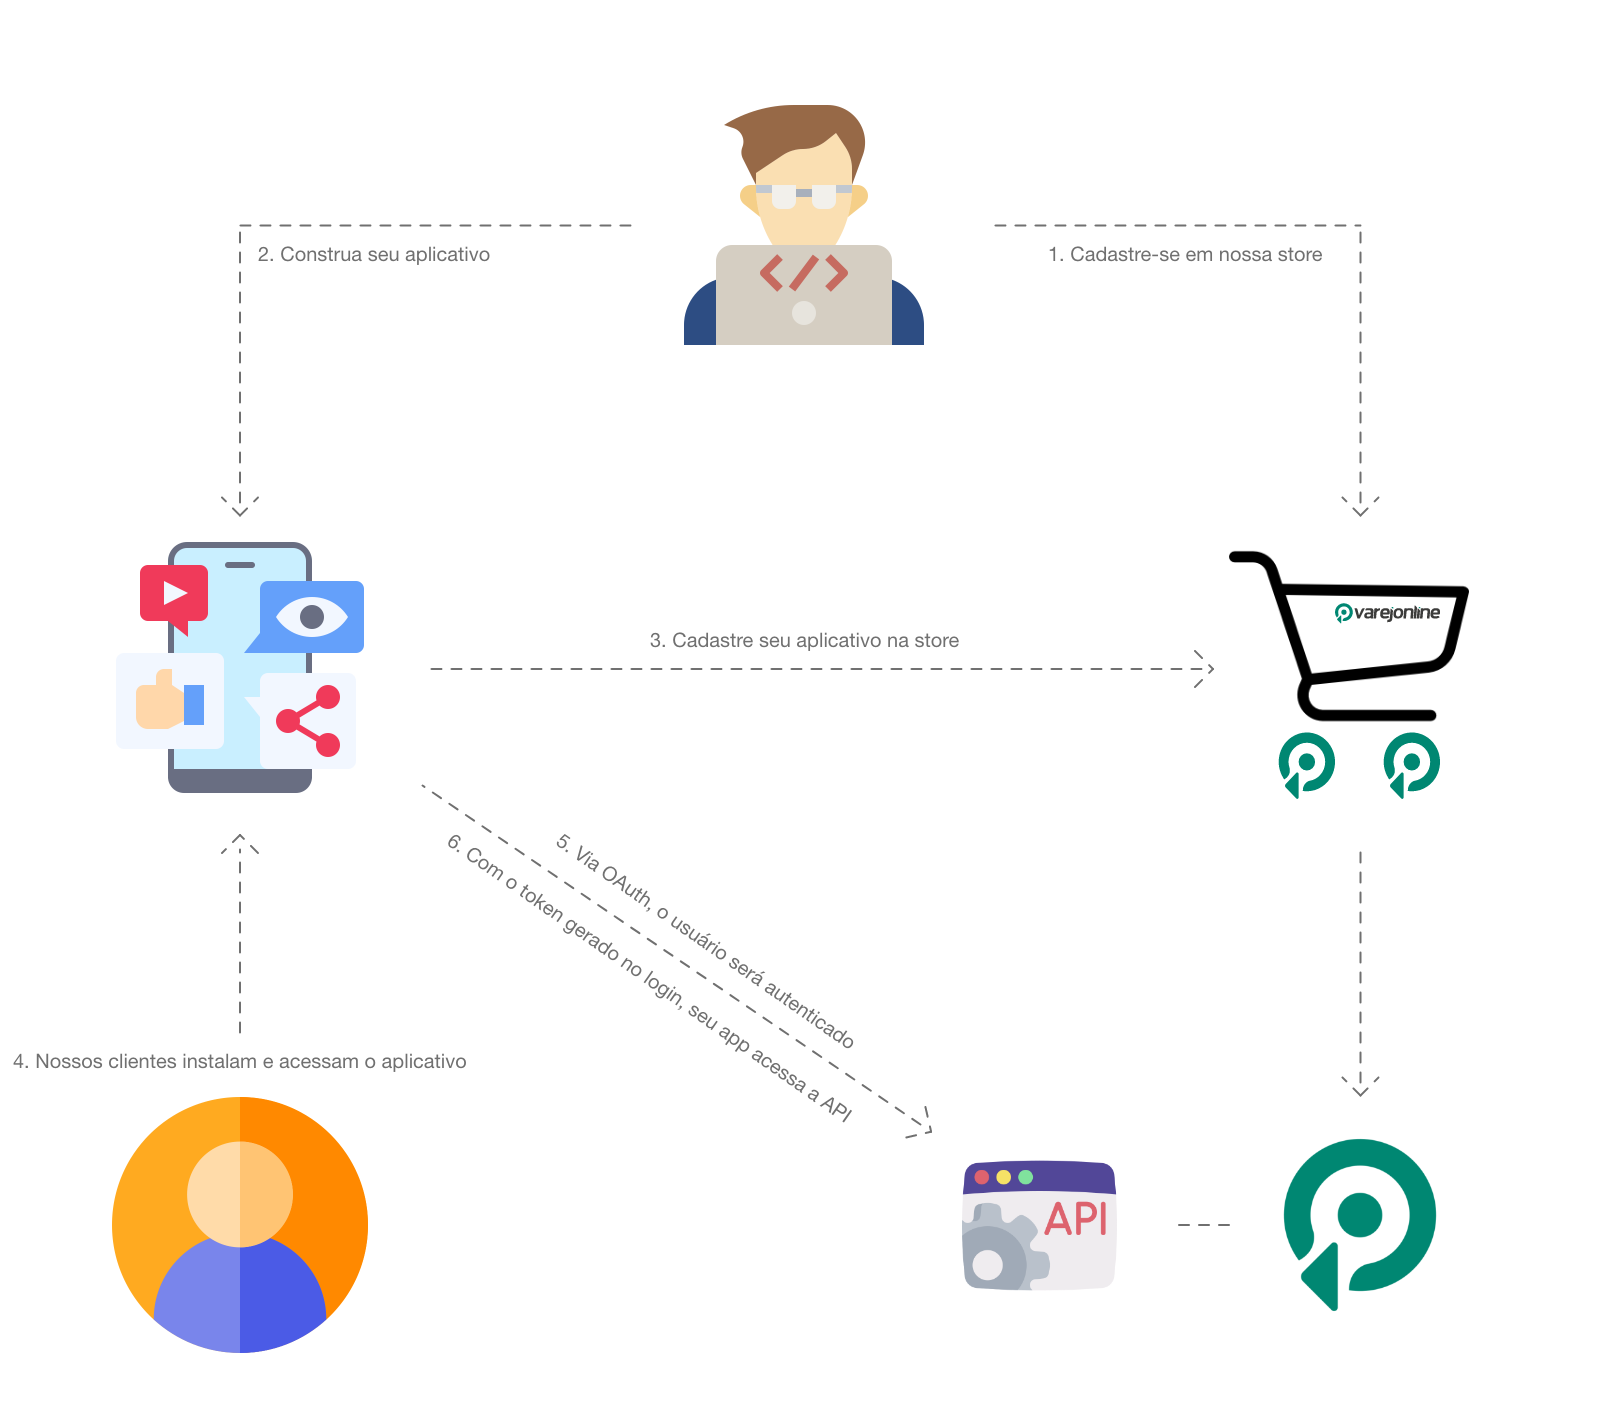 2. Construa seu aplicativo
1. Cadastre-se em nossa store
varejonline
3. Cadastre seu aplicativo na store
5. Via OAuth, o usuário será autenticado
6. Com o token gerado no login, seu app acessa a API
4. Nossos clientes instalam e acessam o aplicativo
API